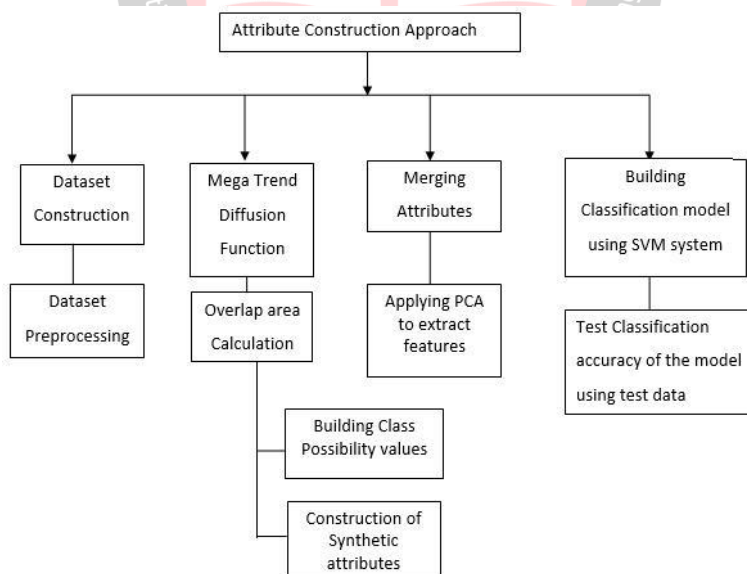 Attribute Construction Approach
Dataset
Construction
Dataset
Preprocessing
Mega Trend
Diffusion
Function
Overlap area
Calculation
Building Class
Possibility values
Construction of
Synthetic
attributes
Merging
Attributes
Applying PCA
to extract
features
Building
Classification model
using SVM system
Test Classification
accuracy of the model
using test data